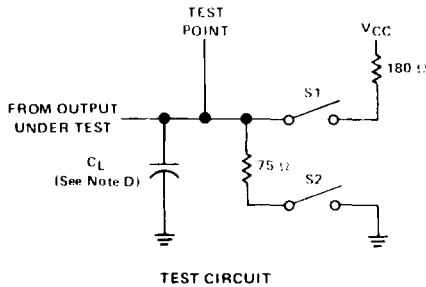 TEST
POINT
VCC
180 Ω
S1
FROM OUTPUT
UNDER TEST
CL
(See Note D)
75 Ω
S2
TEST CIRCUIT